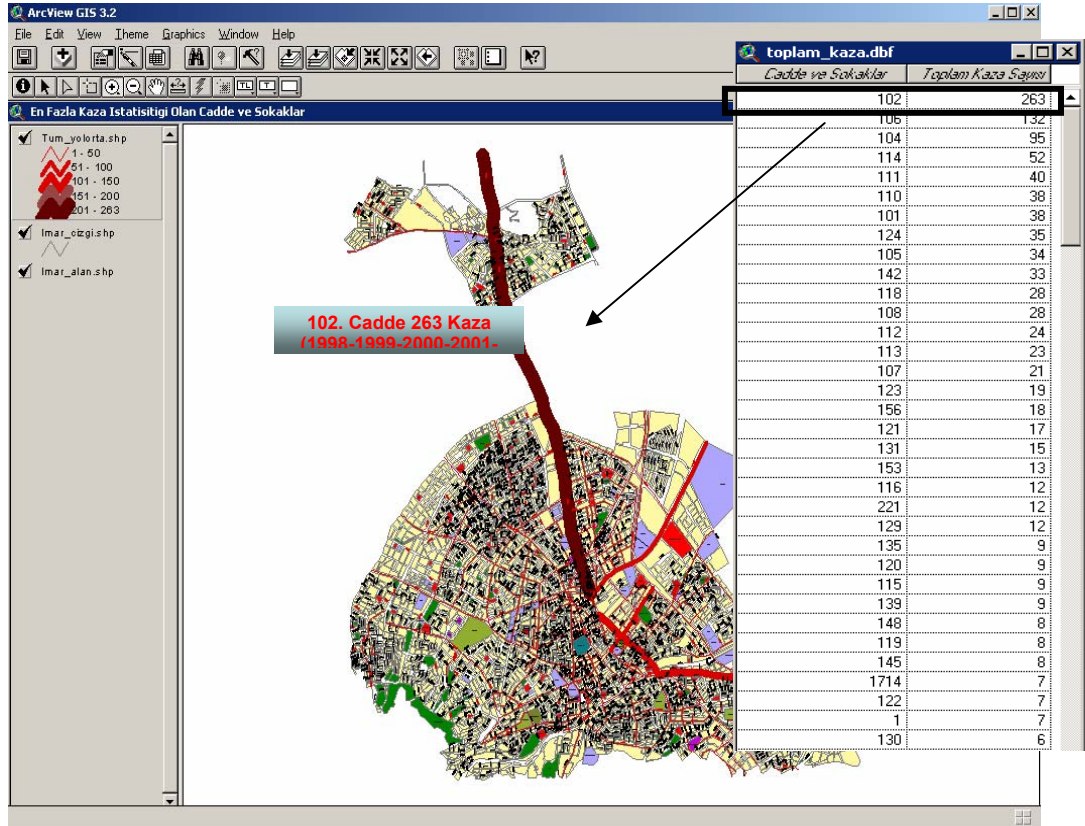 ArcView GIS 3.2
File Edit View Theme Graphics Window Help
En Fazla Kaza Istatisitigi Olan Cadde ve Sokaklar
Tum_yolorta.shp
1 - 50
51 - 100
101 - 150
151 - 200
201 - 263
Imar_cizgi.shp
Imar_alan.shp
102. Cadde 263 Kaza
(1998-1999-2000-2001-
toplam_kaza.dbf
Cadde ve Sokaklar Toplam Kaza Sayısı
102 263
106 132
104 95
114 52
111 40
110 38
101 38
124 35
105 34
142 33
118 28
108 28
112 24
113 23
107 21
123 19
156 18
121 17
131 15
153 13
116 12
221 12
129 12
135 9
120 9
115 9
139 9
148 8
119 8
145 8
1714 7
122 7
1 7
130 6